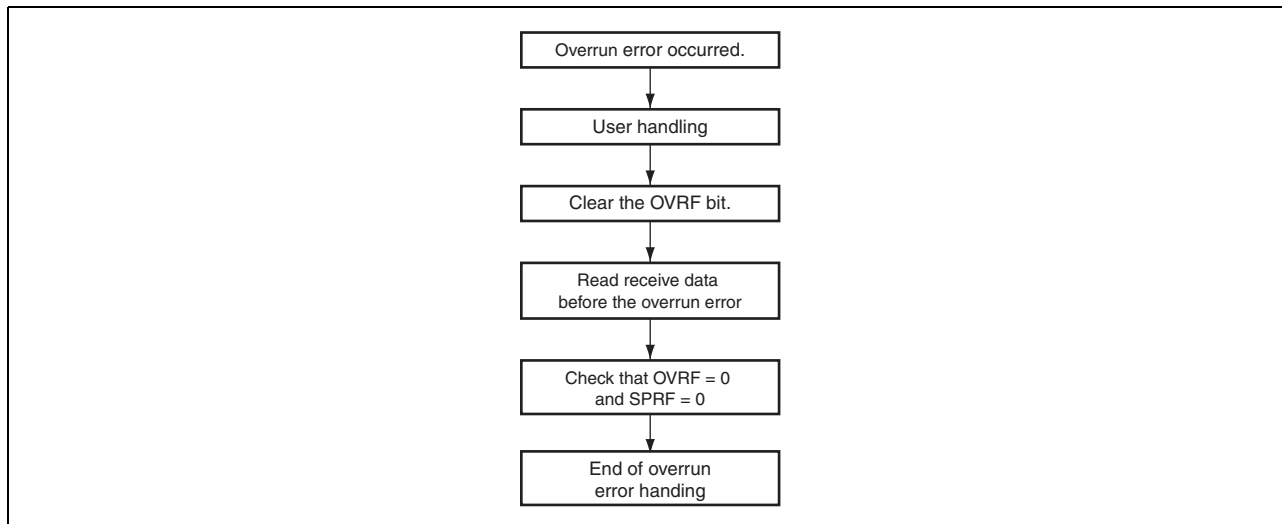 Overrun error occurred.
User handling
Clear the OVRF bit.
Read receive data
before the overrun error
Check that OVRF = 0
and SPRF = 0
End of overrun
error handing